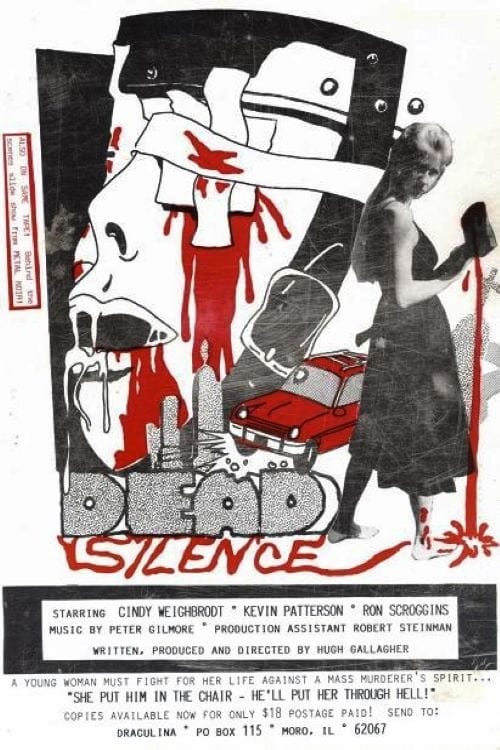 ALSO ON SAME TAPE! Behind the
scenes slide show from METAL NOIR!
DEAD
SILENCE
STARRING CINDY WEIGHBRODT * KEVIN PATTERSON * RON SCROGGINS
MUSIC BY PETER GILMORE * PRODUCTION ASSISTANT ROBERT STEINMAN
WRITTEN, PRODUCED AND DIRECTED BY HUGH GALLAGHER
A YOUNG WOMAN MUST FIGHT FOR HER LIFE AGAINST A MASS MURDERER'S SPIRIT...
"SHE PUT HIM IN THE CHAIR - HE'LL PUT HER THROUGH HELL!"
COPIES AVAILABLE NOW FOR ONLY $18 POSTAGE PAID! SEND TO:
DRACULINA * PO BOX 115 * MORO, IL * 62067